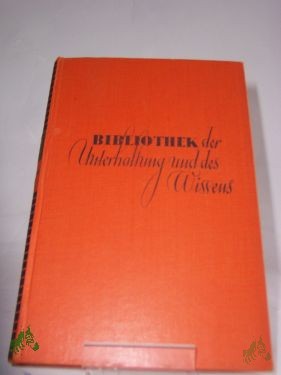 BIBLIOTHEK der
Unterhaltung und des
Wissens